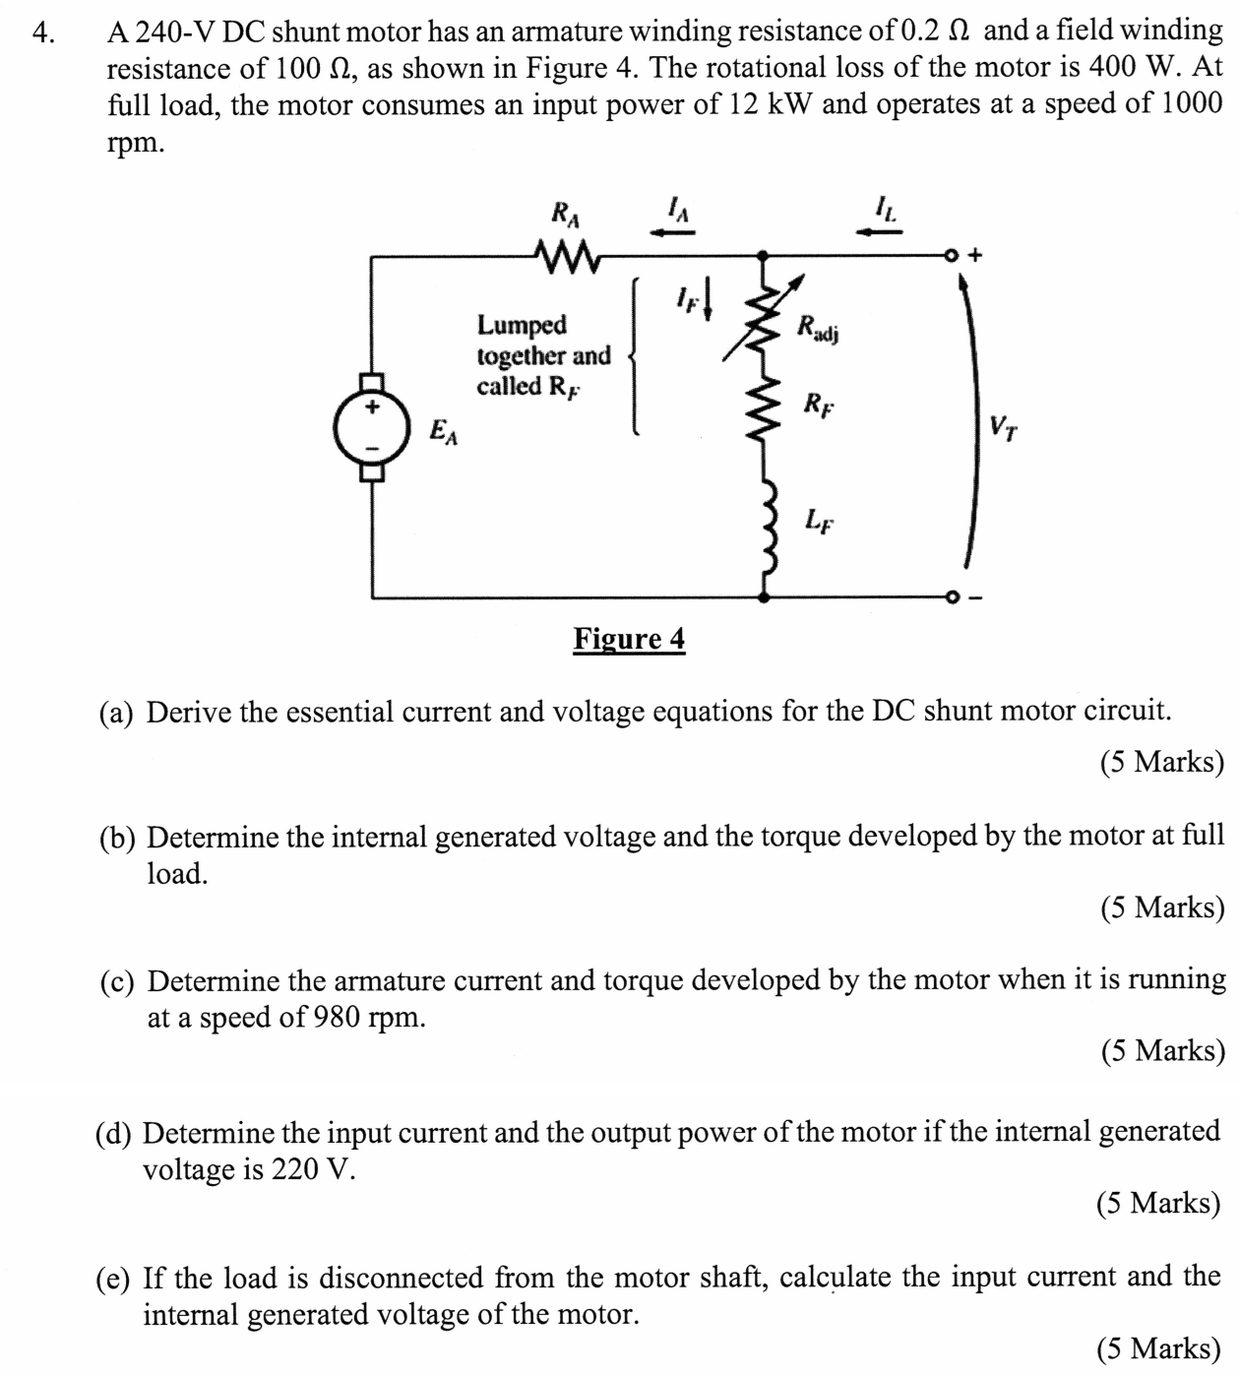 4. A 240-V DC shunt motor has an armature winding resistance of 0.2 Ω and a field winding
resistance of 100 Ω, as shown in Figure 4. The rotational loss of the motor is 400 W. At
full load, the motor consumes an input power of 12 kW and operates at a speed of 1000
rpm.
R_A
I_A
I_L
+
I_F
Lumped
together and
called R_F
R_adj
R_F
+
−
E_A
V_T
L_F
−
Figure 4
(a) Derive the essential current and voltage equations for the DC shunt motor circuit.
(5 Marks)
(b) Determine the internal generated voltage and the torque developed by the motor at full
load.
(5 Marks)
(c) Determine the armature current and torque developed by the motor when it is running
at a speed of 980 rpm.
(5 Marks)
(d) Determine the input current and the output power of the motor if the internal generated
voltage is 220 V.
(5 Marks)
(e) If the load is disconnected from the motor shaft, calculate the input current and the
internal generated voltage of the motor.
(5 Marks)